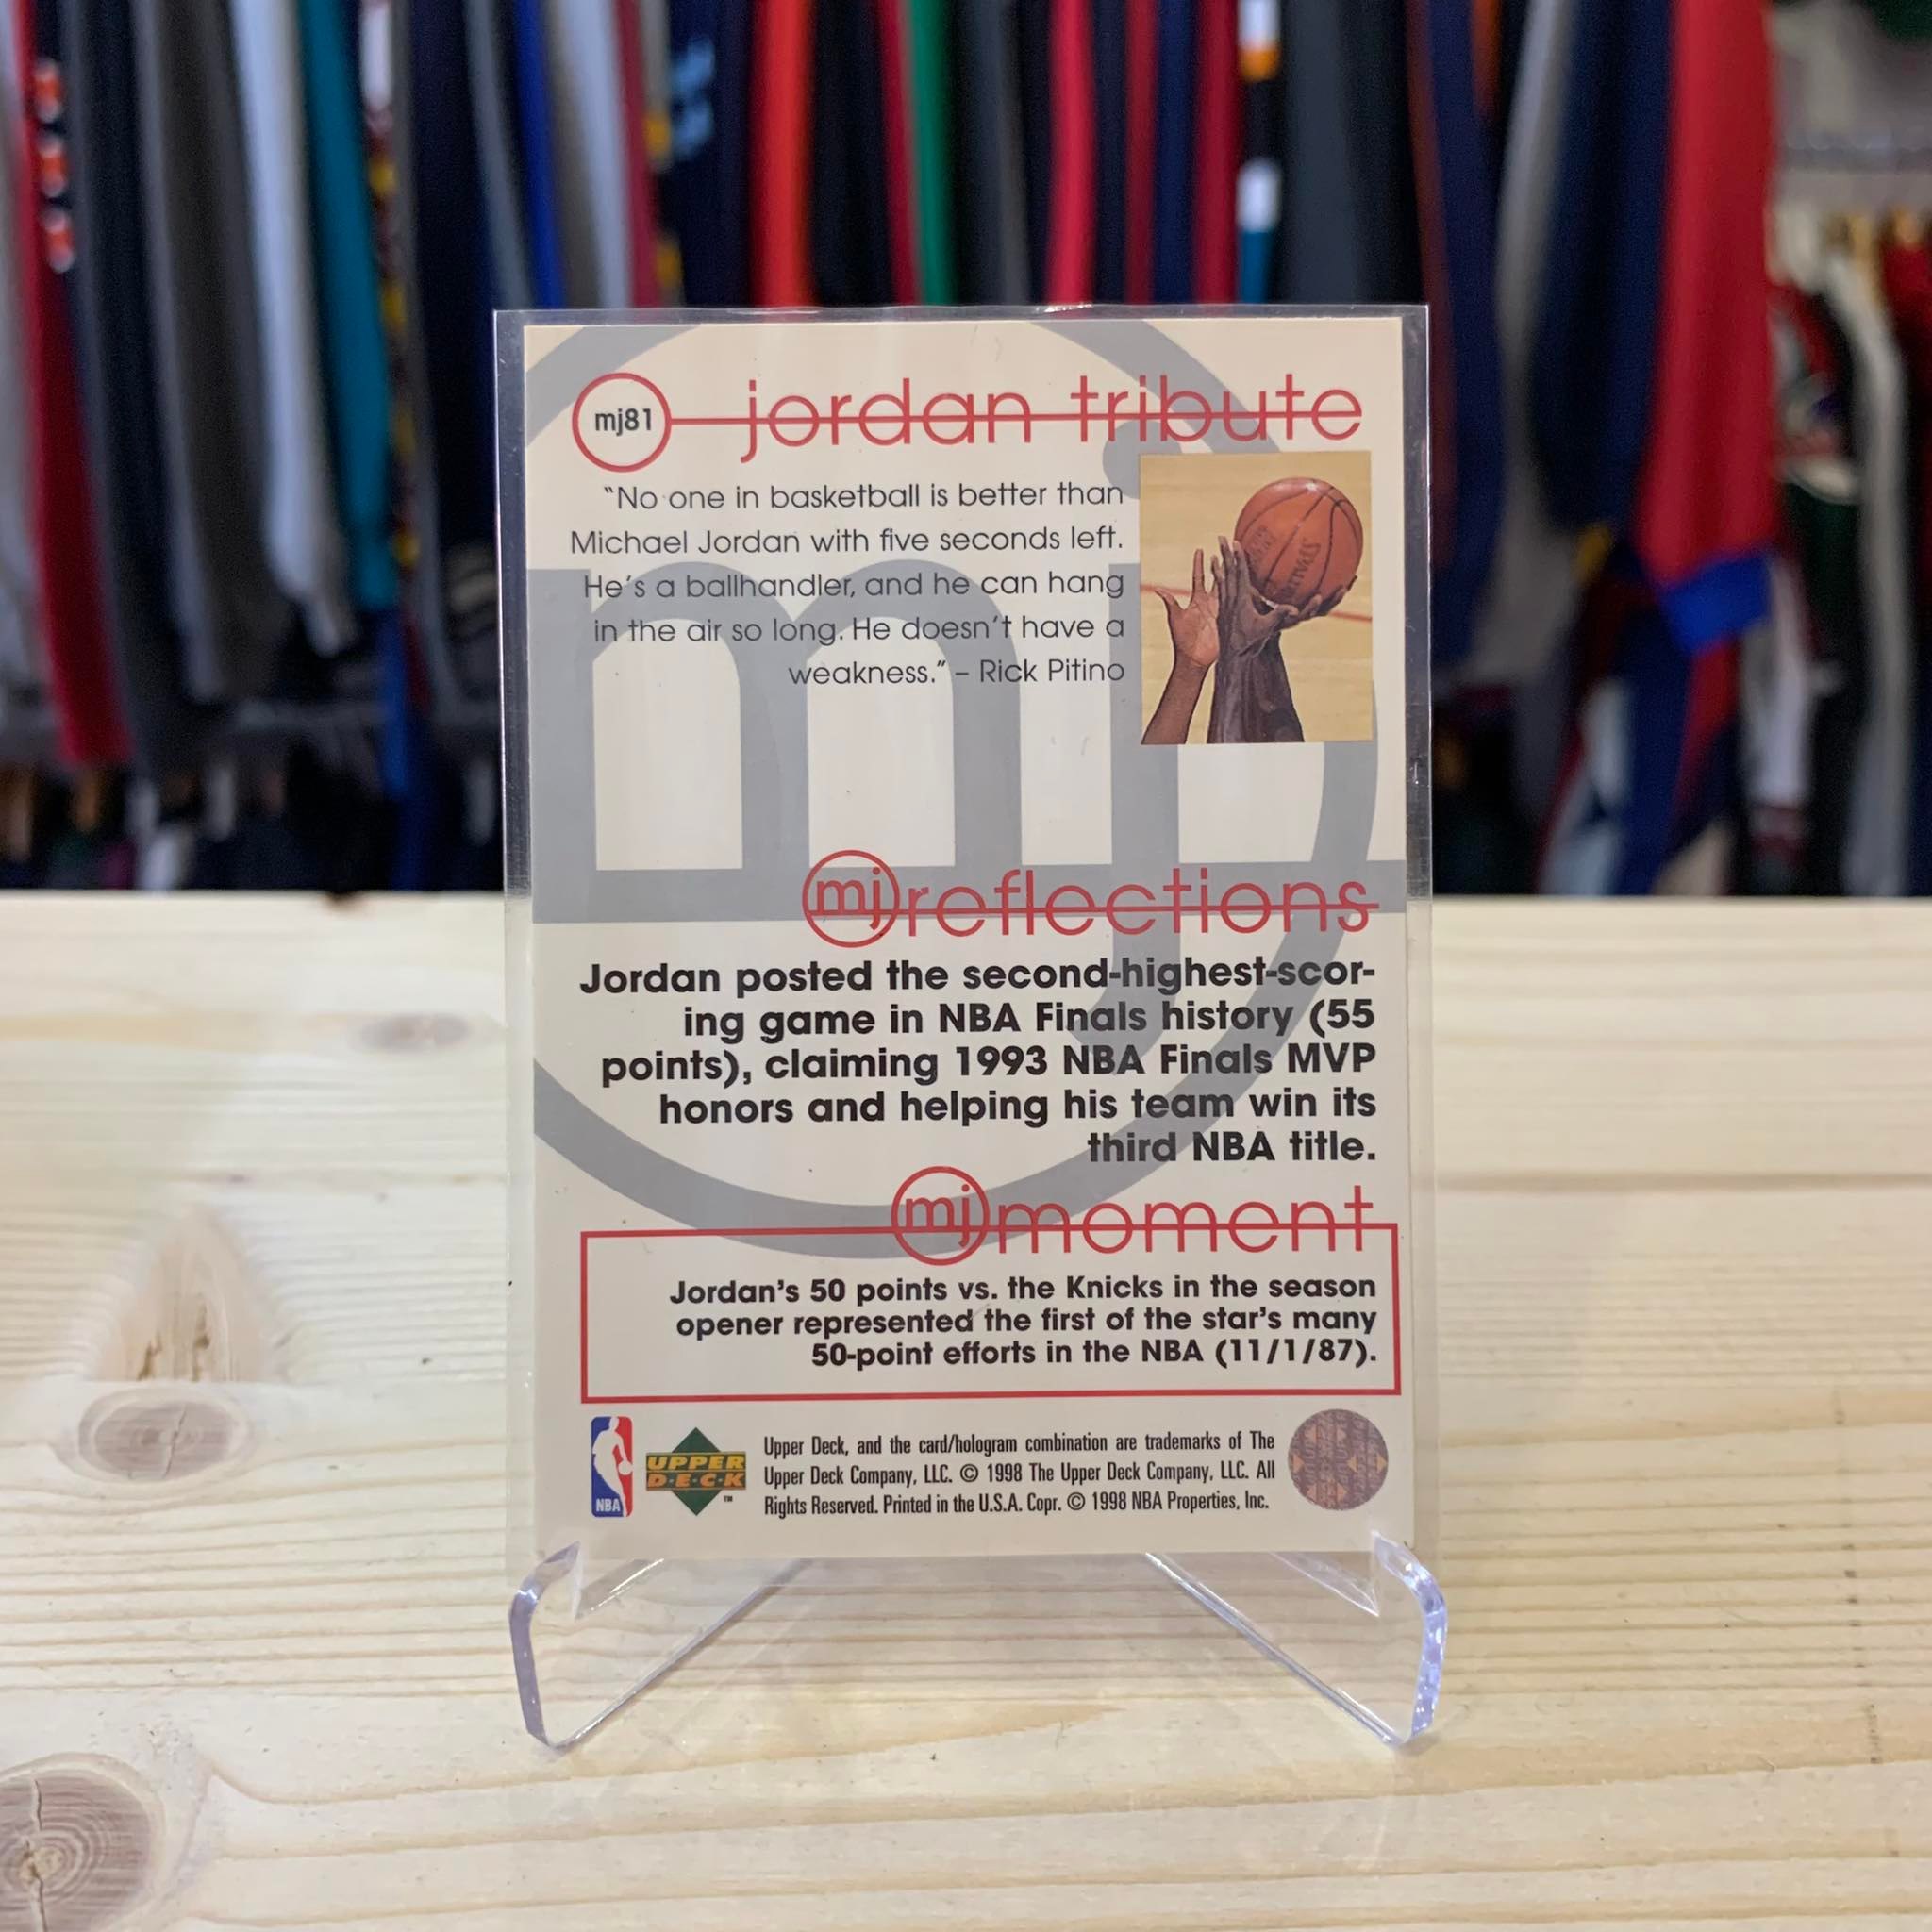 mj81
jordan tribute
"No one in basketball is better than
Michael Jordan with five seconds left.
He's a ballhandler, and he can hang
in the air so long. He doesn't have a
weakness." – Rick Pitino
SPALDING
mj reflections
Jordan posted the second-highest-scor-
ing game in NBA Finals history (55
points), claiming 1993 NBA Finals MVP
honors and helping his team win its
third NBA title.
mj moment
Jordan's 50 points vs. the Knicks in the season
opener represented the first of the star's many
50-point efforts in the NBA (11/1/87).
NBA
UPPER
D·E·C·K
™
Upper Deck, and the card/hologram combination are trademarks of The
Upper Deck Company, LLC. © 1998 The Upper Deck Company, LLC. All
Rights Reserved. Printed in the U.S.A. Copr. © 1998 NBA Properties, Inc.